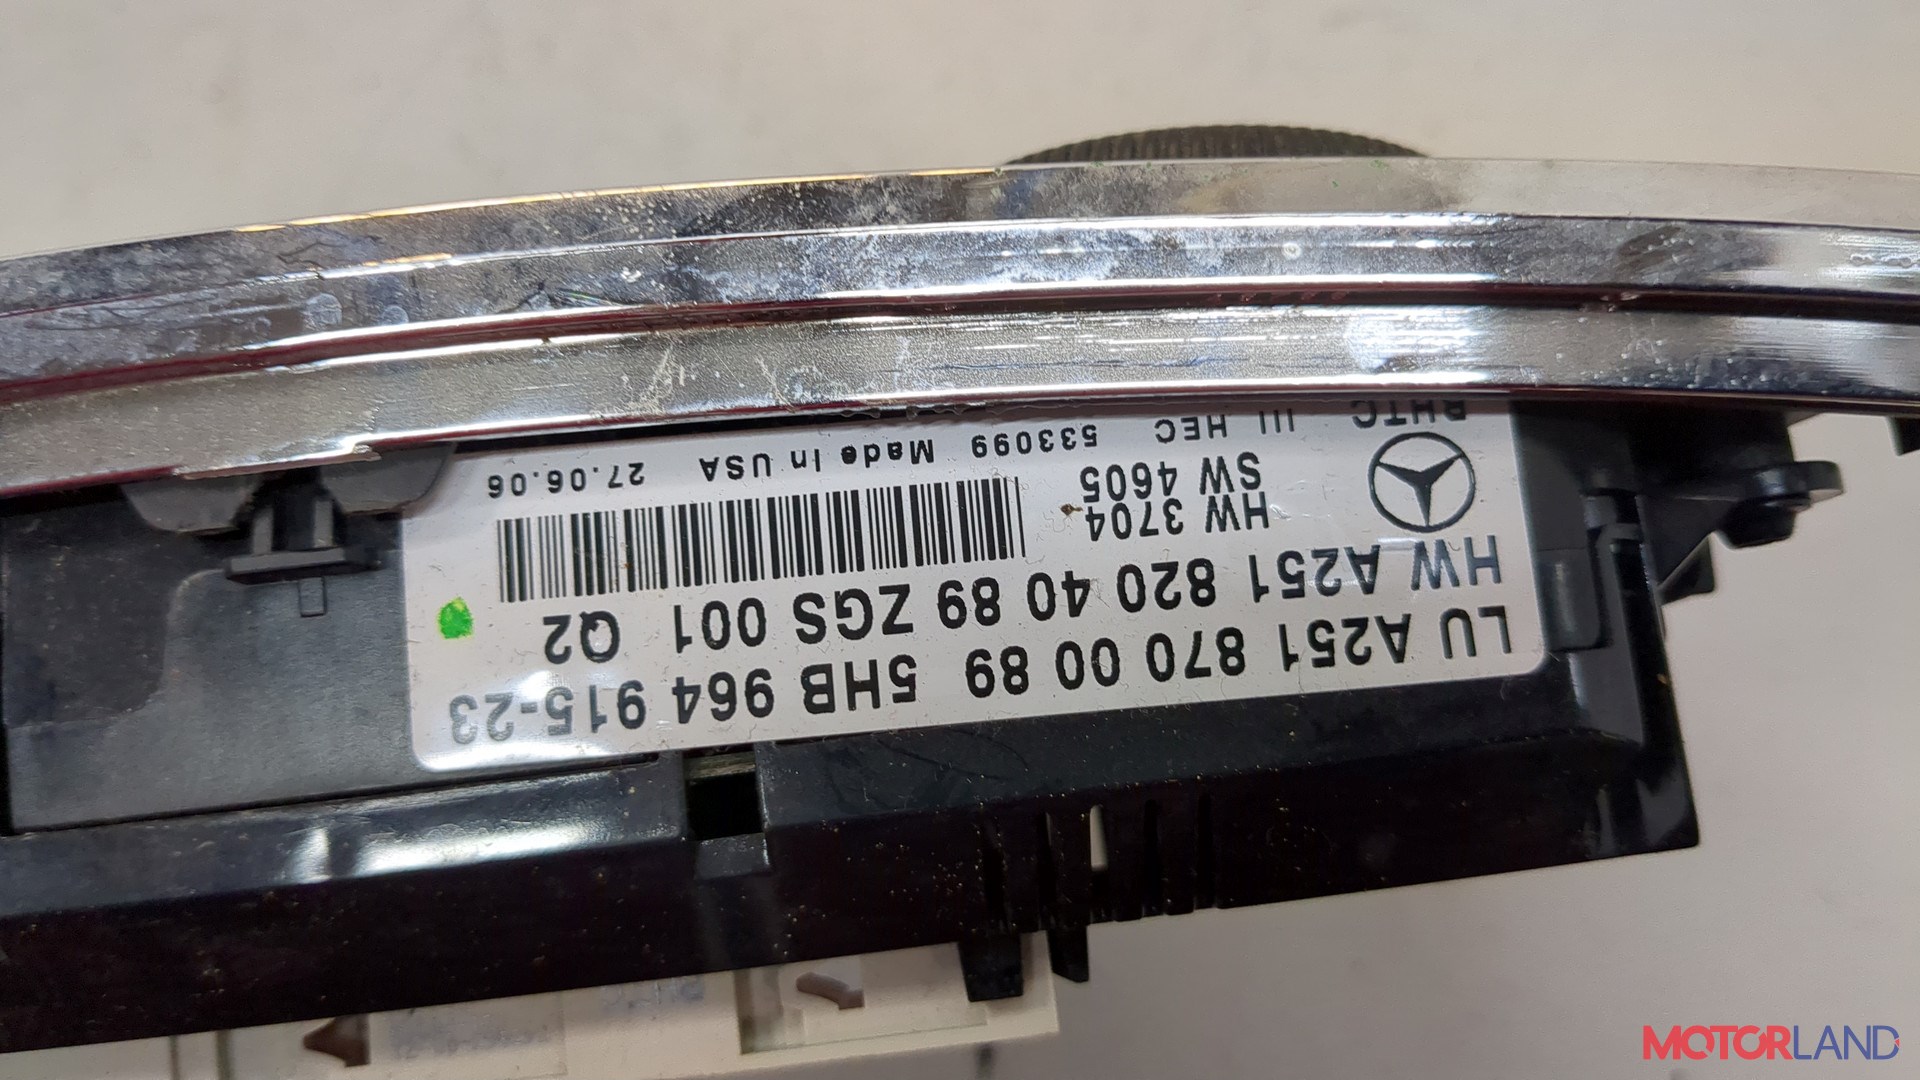 LU A251 870 00 89 5HB 964 915-23
HW A251 820 40 89 ZGS 001 Q2
HW 3704
SW 4605
RHTC III HEC 533099 Made in USA 27.06.06
MOTORLAND